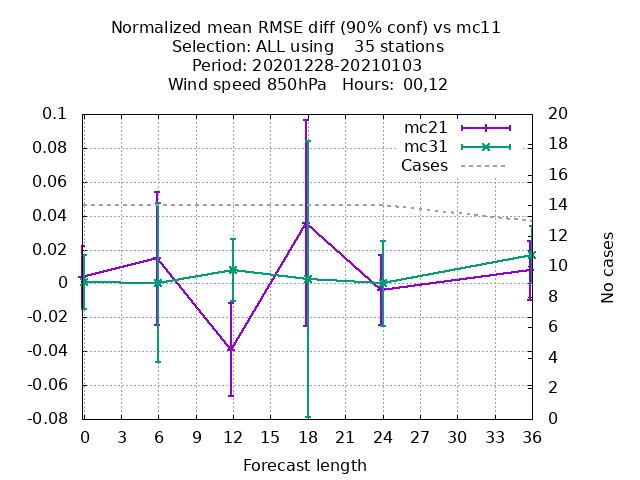 Normalized mean RMSE diff (90% conf) vs mc11
Selection: ALL using 35 stations
Period: 20201228-20210103
Wind speed 850hPa Hours: 00,12
0.1
0.08
0.06
0.04
0.02
0
-0.02
-0.04
-0.06
-0.08
mc21
mc31
Cases
20
18
16
14
12
10
8
6
4
2
0
No cases
0 3 6 9 12 15 18 21 24 27 30 33 36
Forecast length